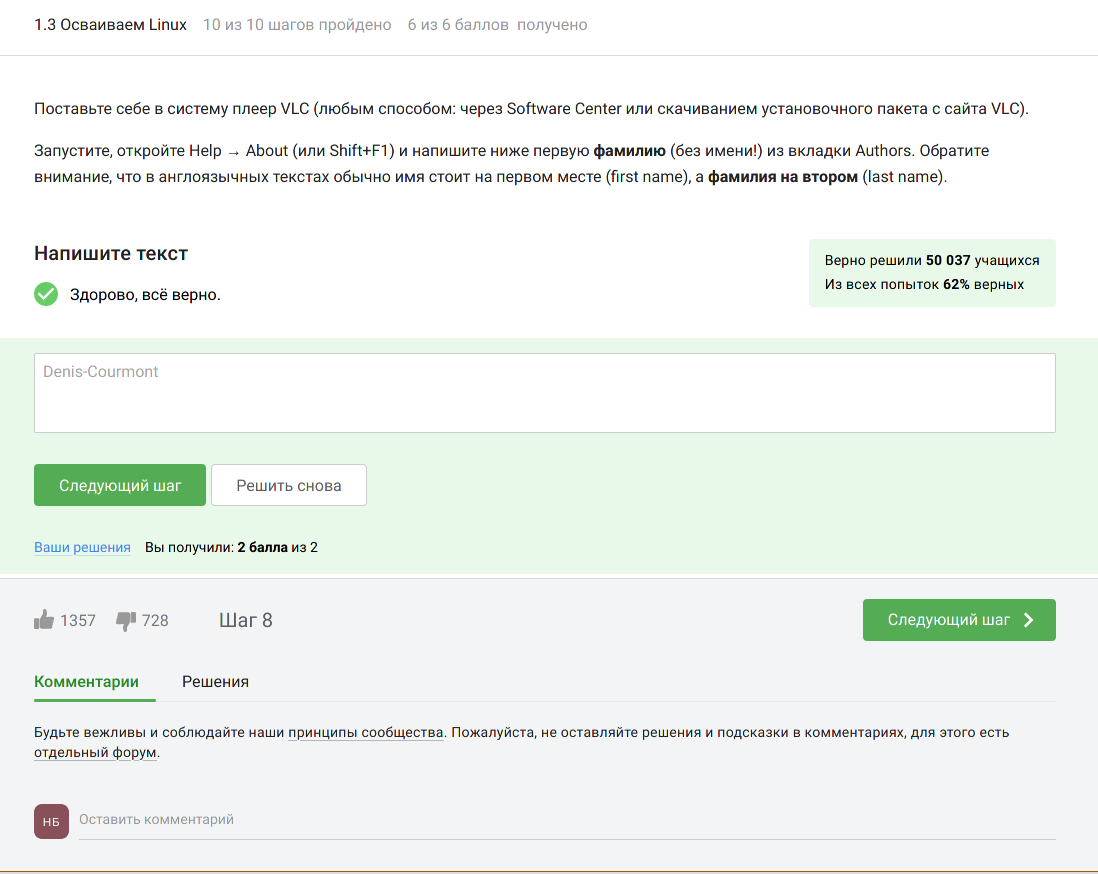 1.3 Осваиваем Linux 10 из 10 шагов пройдено 6 из 6 баллов получено
Поставьте себе в систему плеер VLC (любым способом: через Software Center или скачиванием установочного пакета с сайта VLC).
Запустите, откройте Help → About (или Shift+F1) и напишите ниже первую фамилию (без имени!) из вкладки Authors. Обратите
внимание, что в англоязычных текстах обычно имя стоит на первом месте (first name), а фамилия на втором (last name).
Напишите текст
Здорово, всё верно.
Верно решили 50 037 учащихся
Из всех попыток 62% верных
Denis-Courmont
Следующий шаг Решить снова
Ваши решения Вы получили: 2 балла из 2
1357 728 Шаг 8 Следующий шаг
Комментарии Решения
Будьте вежливы и соблюдайте наши принципы сообщества. Пожалуйста, не оставляйте решения и подсказки в комментариях, для этого есть
отдельный форум.
НБ Оставить комментарий